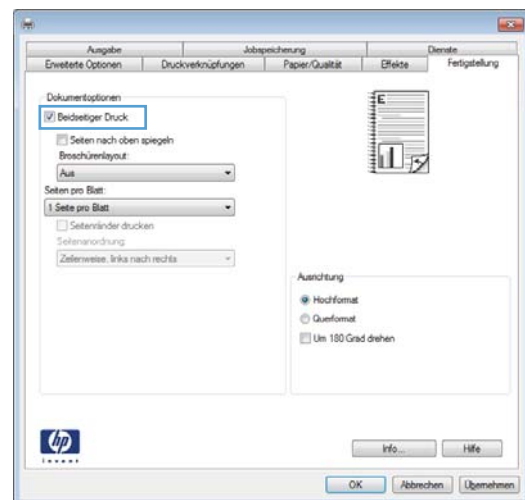 Ausgabe Jobspeicherung Dienste
Erweiterte Optionen Druckverknüpfungen Papier/Qualität Effekte Fertigstellung
Dokumentoptionen
Beidseitiger Druck
Seiten nach oben spiegeln
Broschürenlayout:
Aus
Seiten pro Blatt:
1 Seite pro Blatt
Seitenränder drucken
Seitenanordnung:
Zeilenweise, links nach rechts
E
Ausrichtung
Hochformat
Querformat
Um 180 Grad drehen
hp
invent
Info... Hilfe
OK Abbrechen Übernehmen